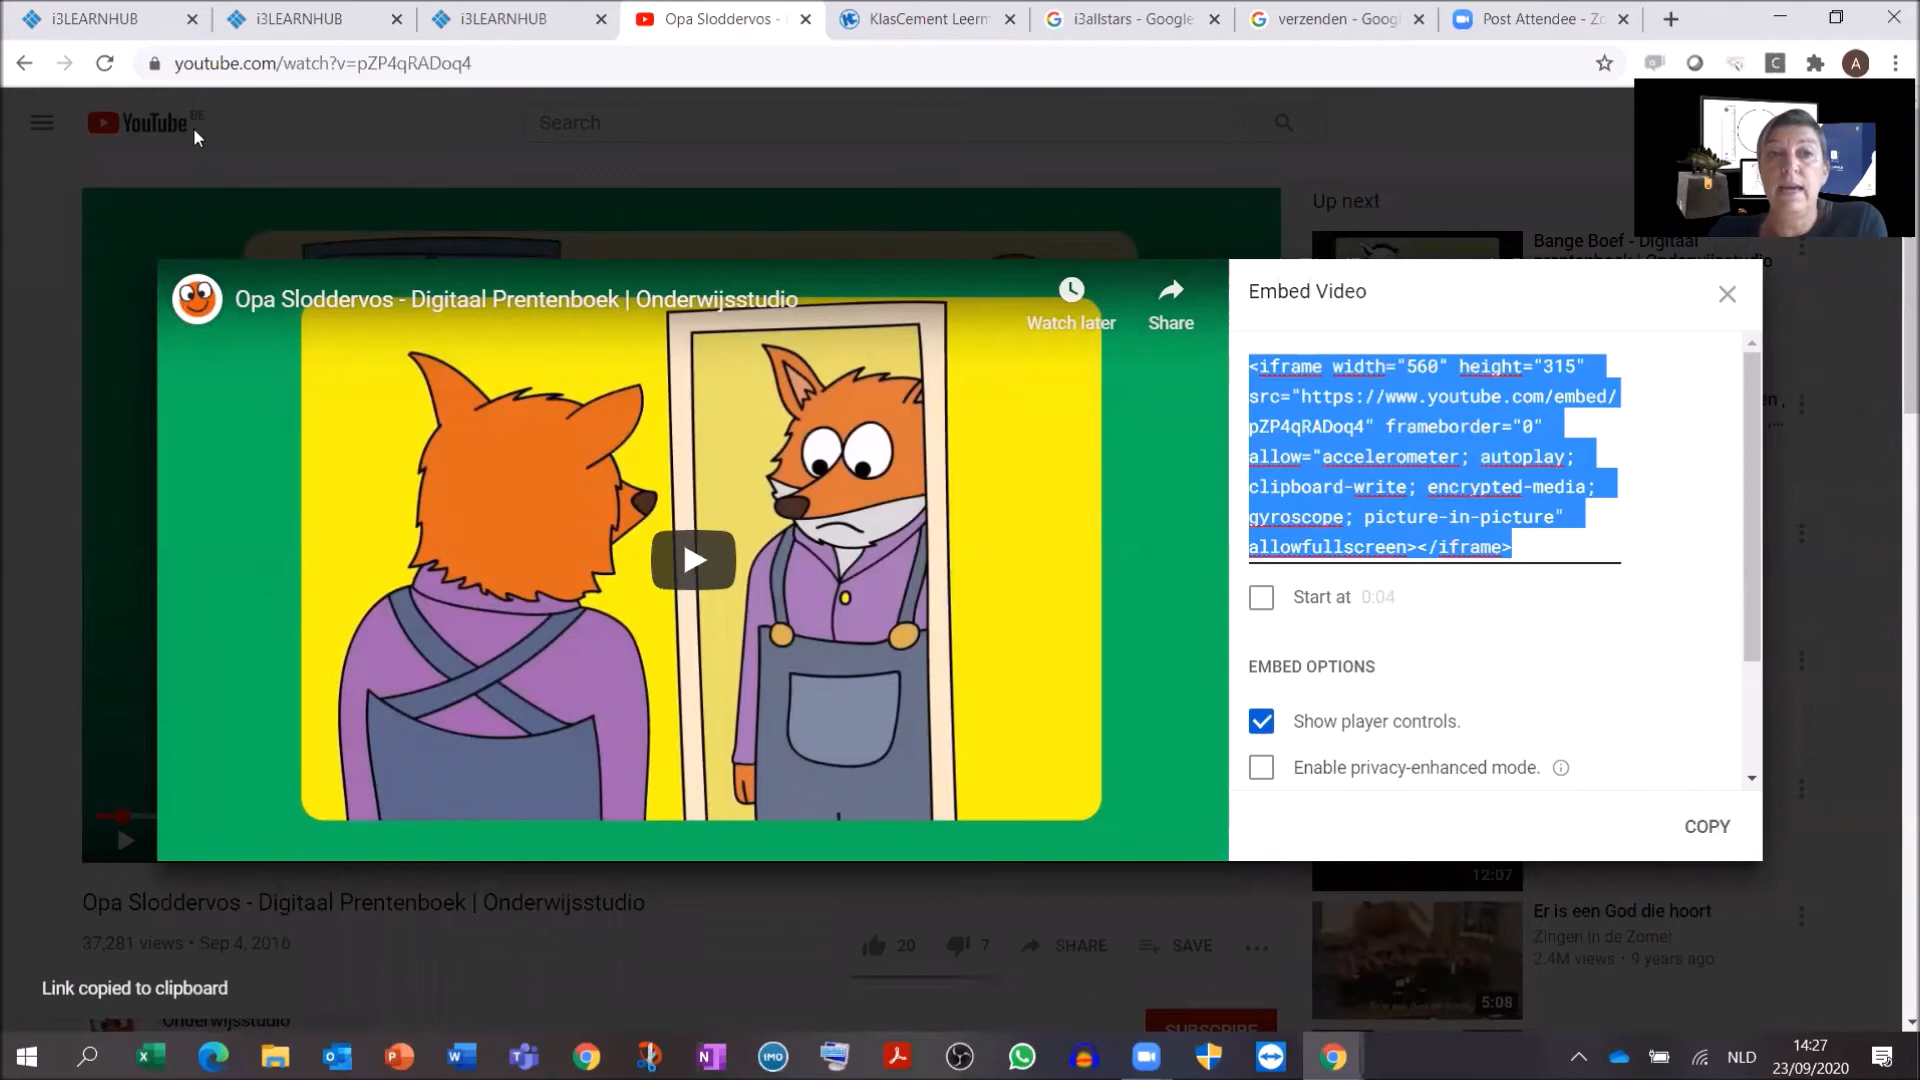 i3LEARNHUB
i3LEARNHUB
i3LEARNHUB
Opa Sloddervos -
KlasCement Leerm
i3allstars - Google
verzenden - Goog
Post Attendee - Zo
youtube.com/watch?v=pZP4qRADoq4
C
A
YouTube BE
Search
Up next
Bange Boef - Digitaal
Opa Sloddervos - Digitaal Prentenboek | Onderwijsstudio
Watch later
Share
Embed Video
<iframe width="560" height="315"
src="https://www.youtube.com/embed/
pZP4qRADoq4" frameborder="0"
allow="accelerometer; autoplay;
clipboard-write; encrypted-media;
gyroscope; picture-in-picture"
allowfullscreen></iframe>
Start at 0:04
EMBED OPTIONS
Show player controls.
Enable privacy-enhanced mode.
COPY
12:07
Opa Sloddervos - Digitaal Prentenboek | Onderwijsstudio
37,281 views • Sep 4, 2016
20
7
SHARE
SAVE
Er is een God die hoort
Zingen In de Zomer
2.4M views • 9 years ago
5:08
Link copied to clipboard
Onderwijsstudio
SUBSCRIBE
IMO
NLD
14:27
23/09/2020